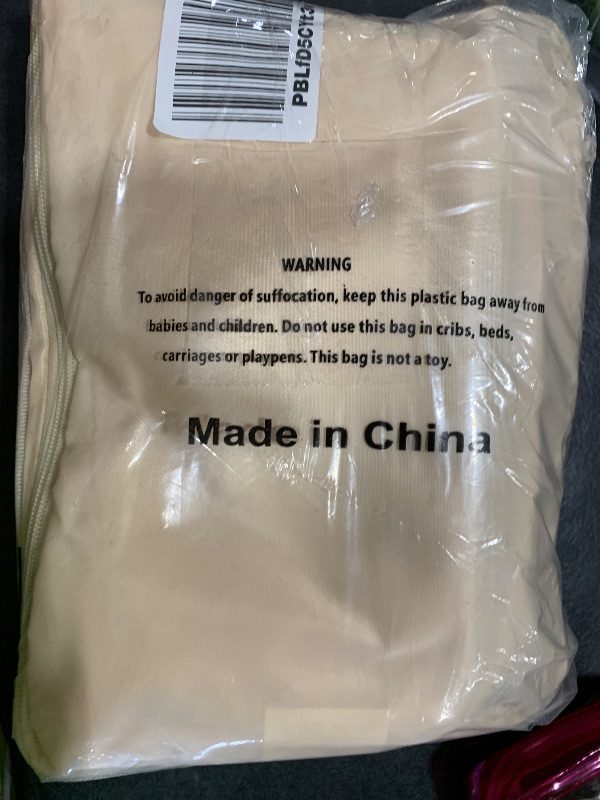 PBLfD5CYt3
WARNING
To avoid danger of suffocation, keep this plastic bag away from
babies and children. Do not use this bag in cribs, beds,
carriages or playpens. This bag is not a toy.
Made in China